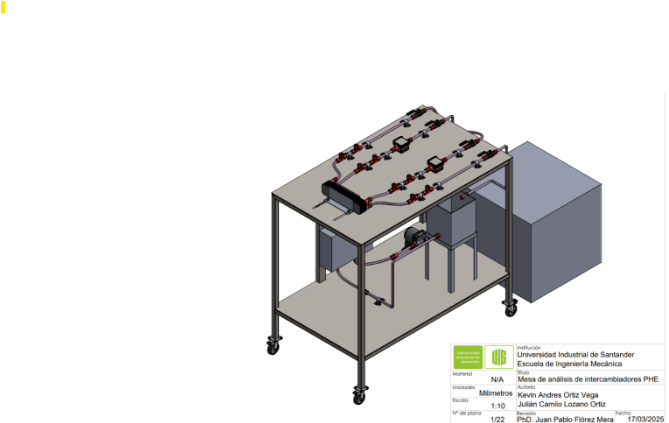 Universidad
Industrial de
Santander
UIS
Institución
Universidad Industrial de Santander
Escuela de Ingeniería Mecánica
Material
N/A
Título
Mesa de análisis de intercambiadores PHE
Unidades
Milimetros
Autores
Kevin Andres Ortiz Vega
Julián Camilo Lozano Ortiz
Escala
1:10
N° de plano
1/22
Revisión
PhD. Juan Pablo Flórez Mera
Fecha
17/03/2025